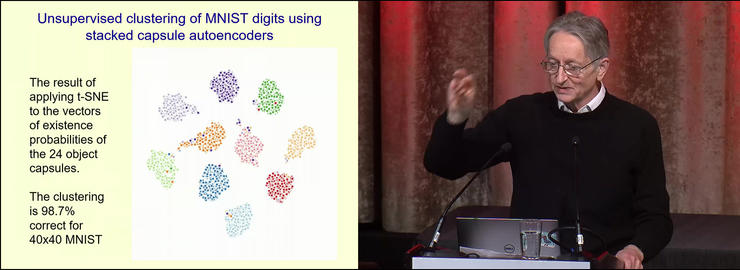 Unsupervised clustering of MNIST digits using
stacked capsule autoencoders
The result of
applying t-SNE
to the vectors
of existence
probabilities of
the 24 object
capsules.
The clustering
is 98.7%
correct for
40x40 MNIST
DELL